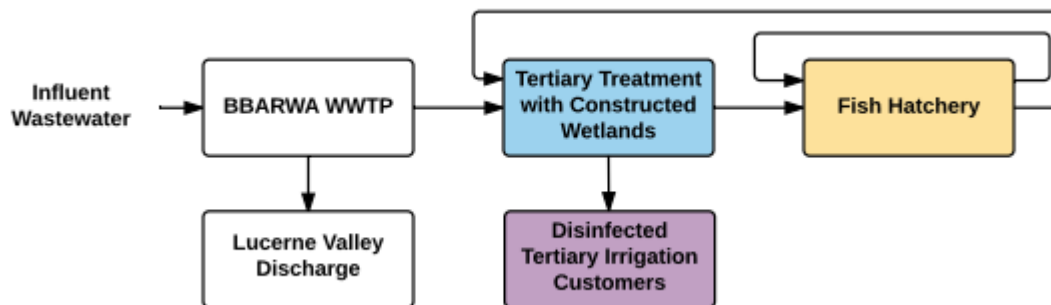 Influent
Wastewater
BBARWA WWTP
Tertiary Treatment
with Constructed
Wetlands
Fish Hatchery
Lucerne Valley
Discharge
Disinfected
Tertiary Irrigation
Customers